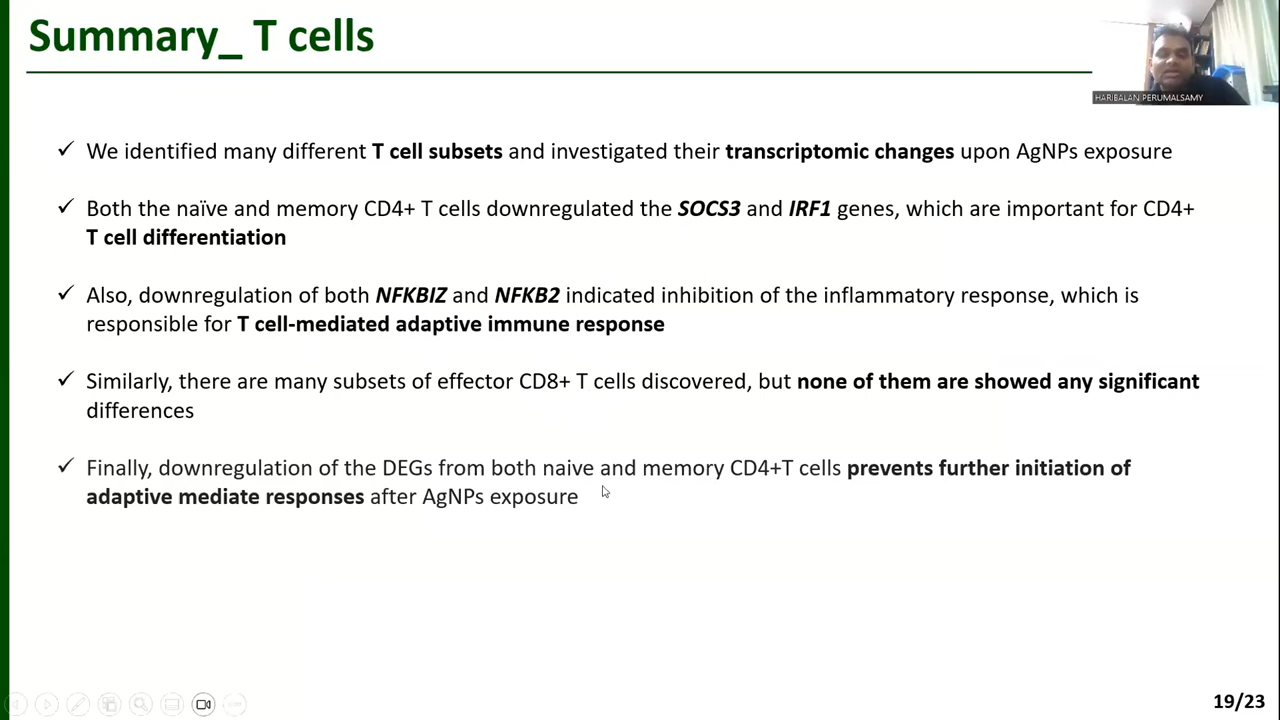 Summary_ T cells
HARIBALAN PERUMALSAMY
✓ We identified many different T cell subsets and investigated their transcriptomic changes upon AgNPs exposure
✓ Both the naïve and memory CD4+ T cells downregulated the SOCS3 and IRF1 genes, which are important for CD4+
T cell differentiation
✓ Also, downregulation of both NFKBIZ and NFKB2 indicated inhibition of the inflammatory response, which is
responsible for T cell-mediated adaptive immune response
✓ Similarly, there are many subsets of effector CD8+ T cells discovered, but none of them are showed any significant
differences
✓ Finally, downregulation of the DEGs from both naive and memory CD4+T cells prevents further initiation of
adaptive mediate responses after AgNPs exposure
19/23